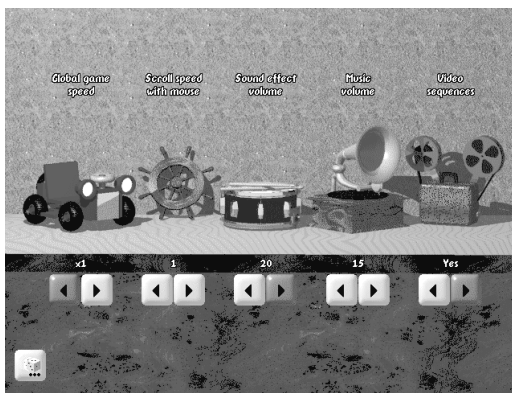 Global game
speed
Scroll speed
with mouse
Sound effect
volume
Music
volume
Video
sequences
x1
1
20
15
Yes